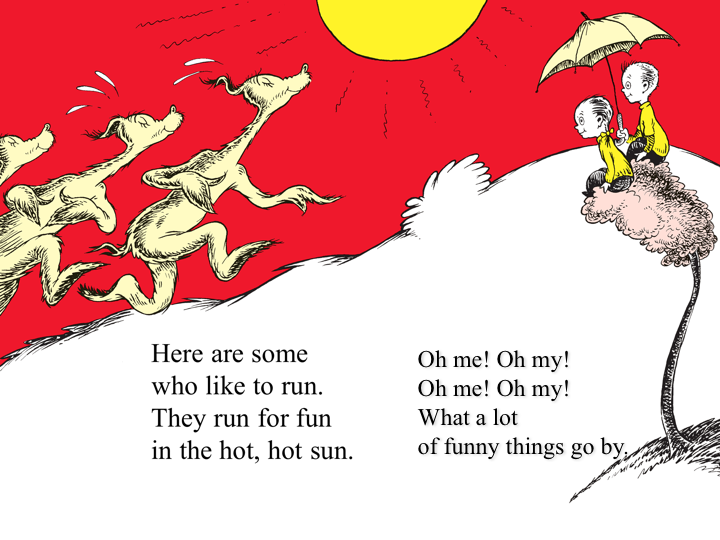 Here are some
who like to run.
They run for fun
in the hot, hot sun.
Oh me! Oh my!
Oh me! Oh my!
What a lot
of funny things go by.